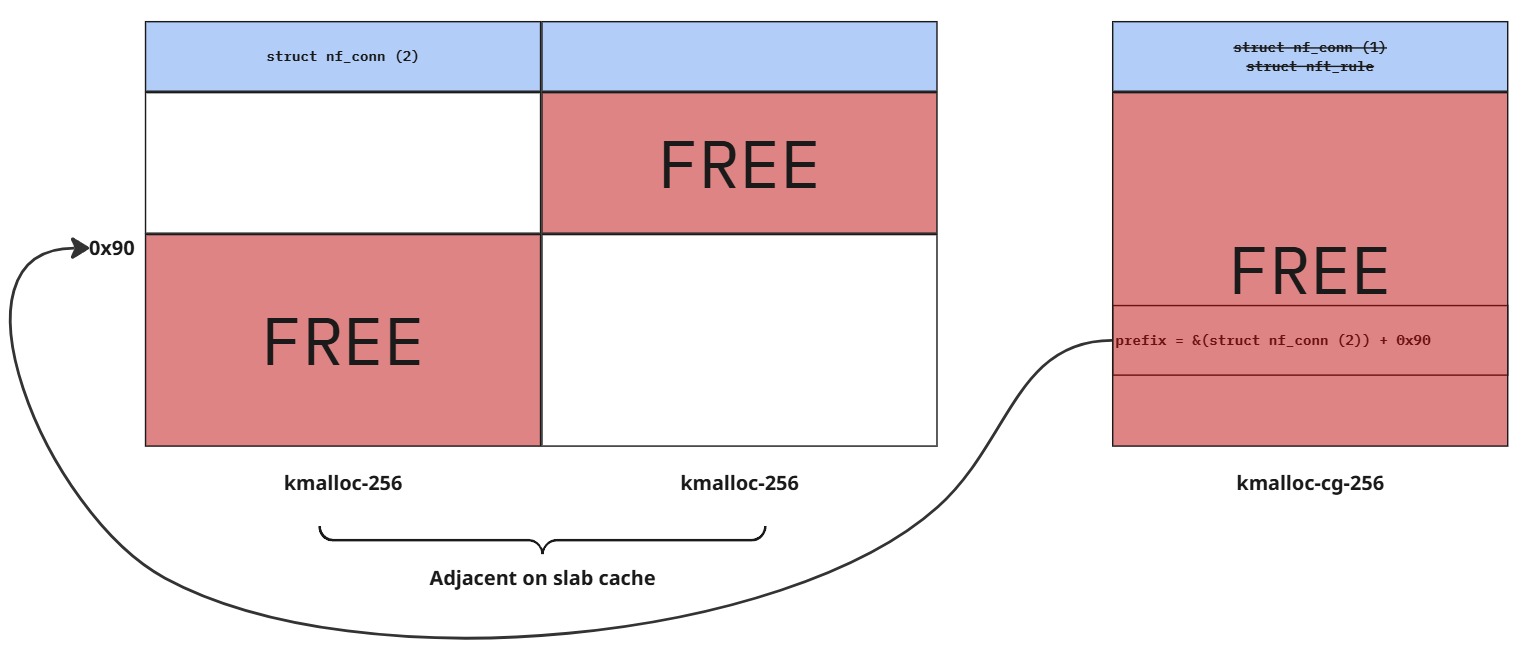 struct nf_conn (2)
struct nf_conn (1)
struct nft_rule
FREE
0x90
FREE
FREE
prefix = &(struct nf_conn (2)) + 0x90
kmalloc-256
kmalloc-256
kmalloc-cg-256
Adjacent on slab cache